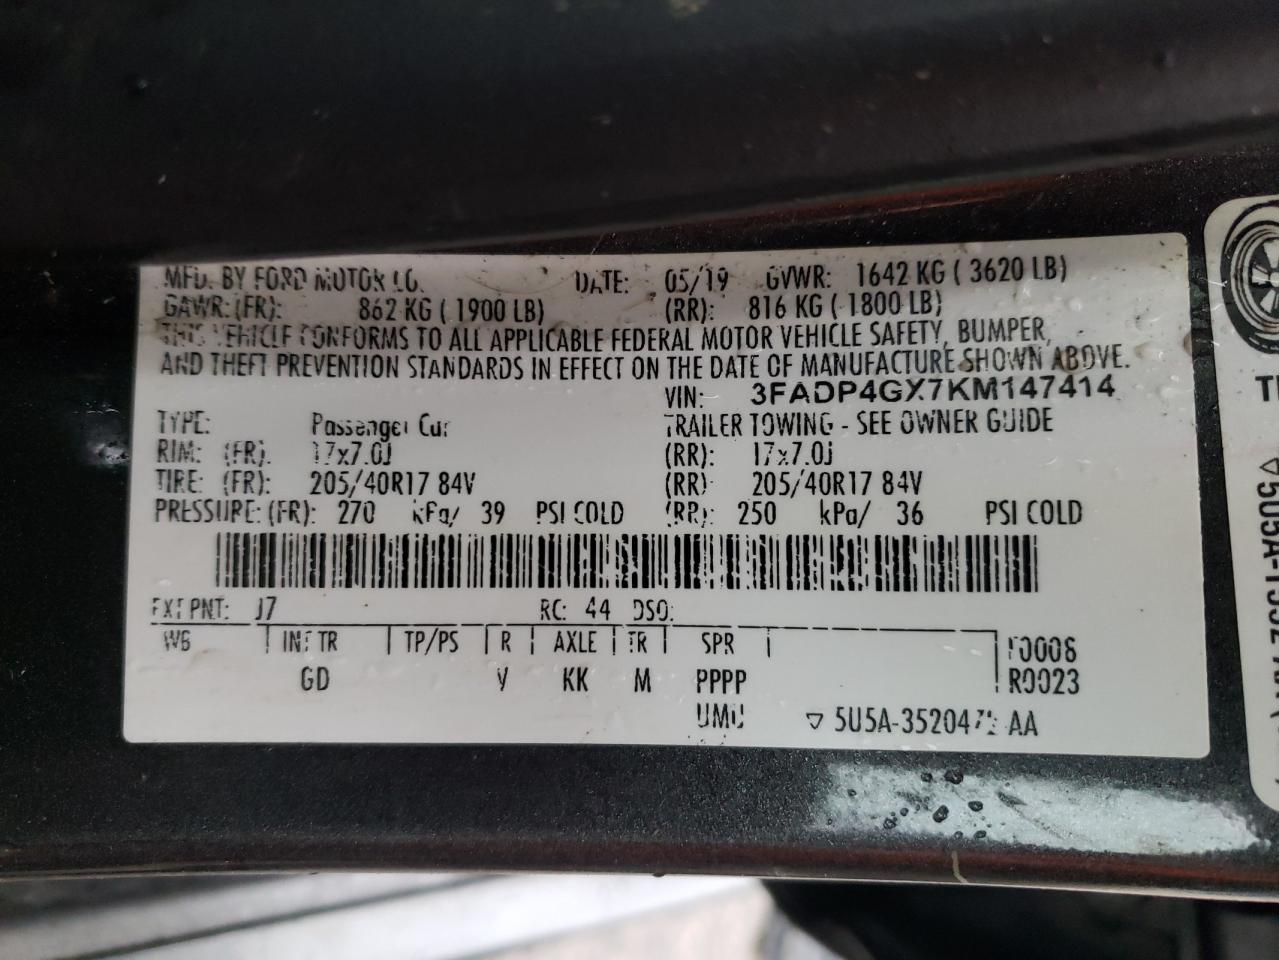 MFD. BY FORD MOTOR CO. DATE: 05/19 GVWR: 1642 KG ( 3620 LB)
GAWR: (FR): 862 KG ( 1900 LB) (RR): 816 KG ( 1800 LB)
THIS VEHICLE CONFORMS TO ALL APPLICABLE FEDERAL MOTOR VEHICLE SAFETY, BUMPER,
AND THEFT PREVENTION STANDARDS IN EFFECT ON THE DATE OF MANUFACTURE SHOWN ABOVE.
VIN: 3FADP4GX7KM147414
TYPE: Passenger Car TRAILER TOWING - SEE OWNER GUIDE
RIM: (FR): 17x7.0J (RR): 17x7.0J
TIRE: (FR): 205/40R17 84V (RR): 205/40R17 84V
PRESSURE: (FR): 270 kPa/ 39 PSI COLD (RR): 250 kPa/ 36 PSI COLD
EXT PNT: J7 RC: 44 DSO:
WB INT TR TP/PS R AXLE TR SPR F0008
GD Y KK M PPPP R0023
UMC ▽ 5U5A-3520472-AA